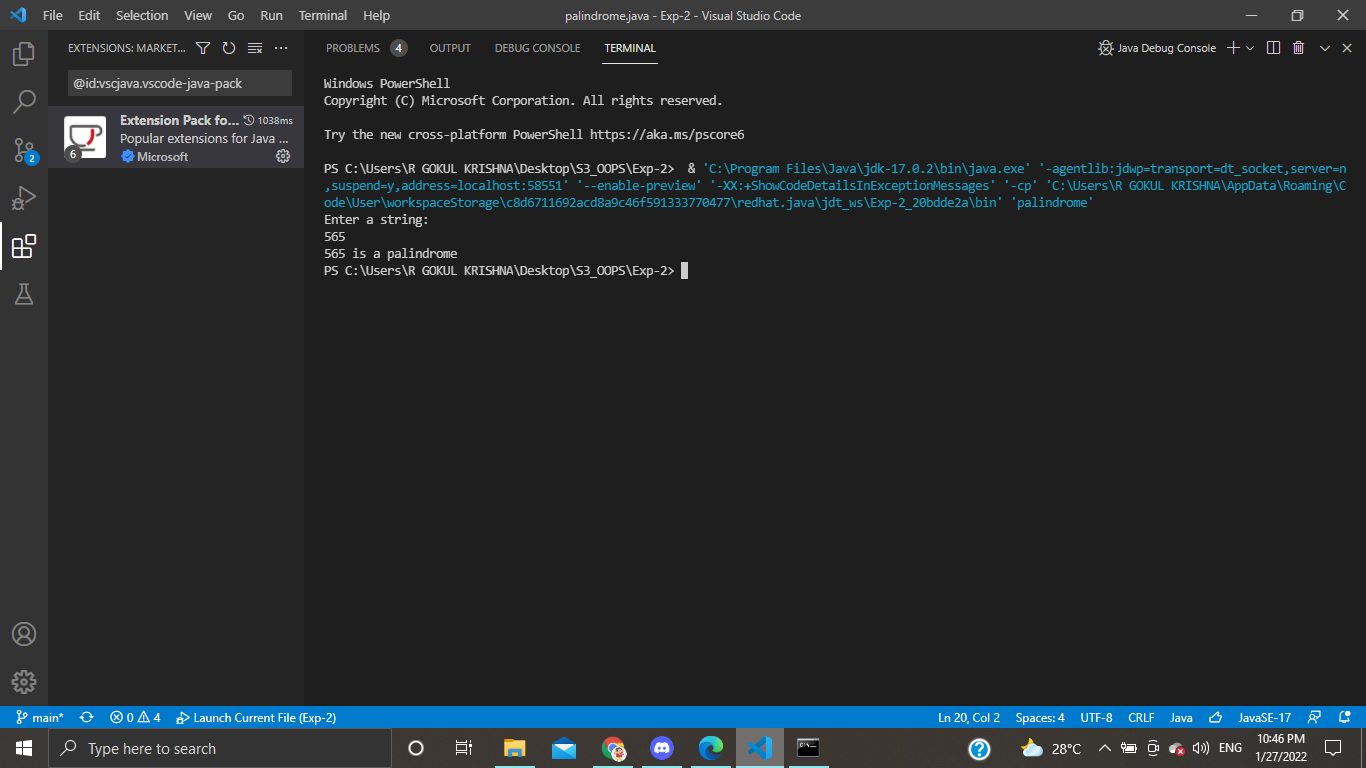 File Edit Selection View Go Run Terminal Help
palindrome.java - Exp-2 - Visual Studio Code
EXTENSIONS: MARKET...
@id:vscjava.vscode-java-pack
Extension Pack fo... 1038ms
Popular extensions for Java ...
Microsoft
6
2
PROBLEMS 4 OUTPUT DEBUG CONSOLE TERMINAL
Java Debug Console
Windows PowerShell
Copyright (C) Microsoft Corporation. All rights reserved.
Try the new cross-platform PowerShell https://aka.ms/pscore6
PS C:\Users\R GOKUL KRISHNA\Desktop\S3_OOPS\Exp-2>  & 'C:\Program Files\Java\jdk-17.0.2\bin\java.exe' '-agentlib:jdwp=transport=dt_socket,server=n
,suspend=y,address=localhost:58551' '--enable-preview' '-XX:+ShowCodeDetailsInExceptionMessages' '-cp' 'C:\Users\R GOKUL KRISHNA\AppData\Roaming\C
ode\User\workspaceStorage\c8d6711692acd8a9c46f591333770477\redhat.java\jdt_ws\Exp-2_20bdde2a\bin' 'palindrome'
Enter a string:
565
565 is a palindrome
PS C:\Users\R GOKUL KRISHNA\Desktop\S3_OOPS\Exp-2>
main* 0 4 Launch Current File (Exp-2)
Ln 20, Col 2 Spaces: 4 UTF-8 CRLF Java JavaSE-17
Type here to search
28°C ENG
10:46 PM
1/27/2022